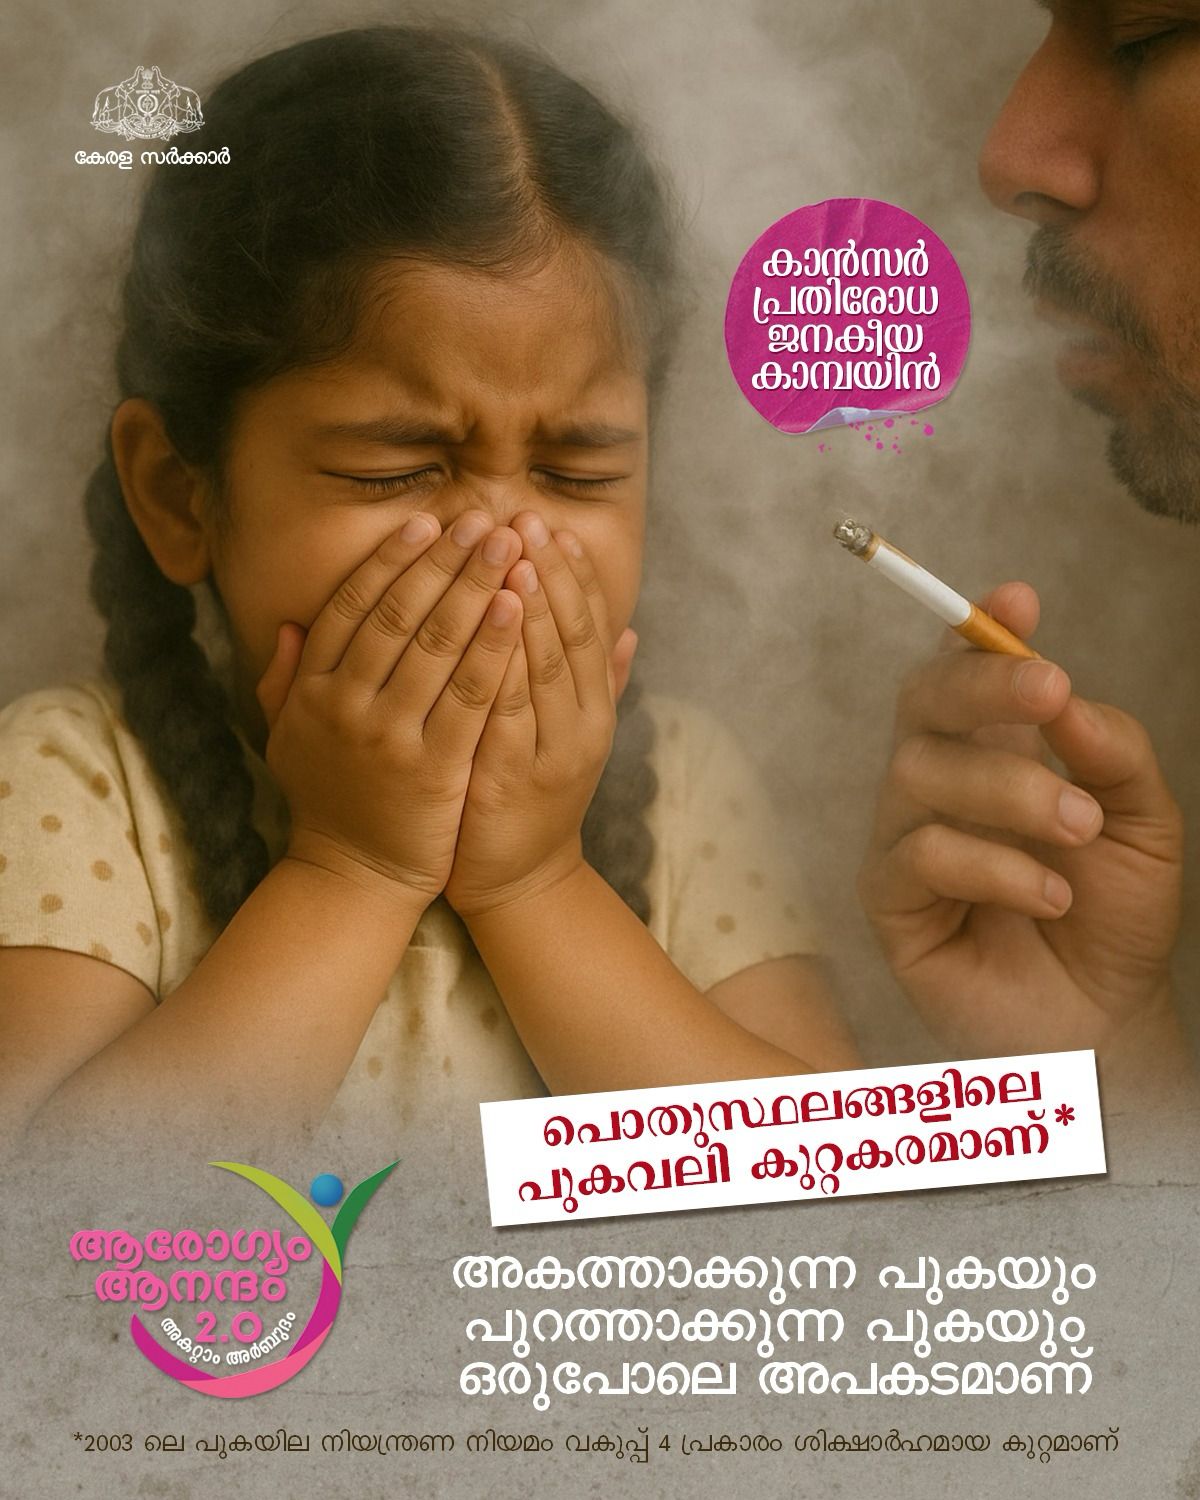 കേരള സർക്കാർ
കാൻസർ
പ്രതിരോധ
ജനകീയ
കാമ്പയിൻ
പൊതുസ്ഥലങ്ങളിലെ
പുകവലി കുറ്റകരമാണ്*
ആരോഗ്യം
ആനന്ദം
2.0
അകറ്റാം അർബുദം
അകത്താക്കുന്ന പുകയും
പുറത്താക്കുന്ന പുകയും
ഒരുപോലെ അപകടമാണ്
*2003 ലെ പുകയില നിയന്ത്രണ നിയമം വകുപ്പ് 4 പ്രകാരം ശിക്ഷാർഹമായ കുറ്റമാണ്